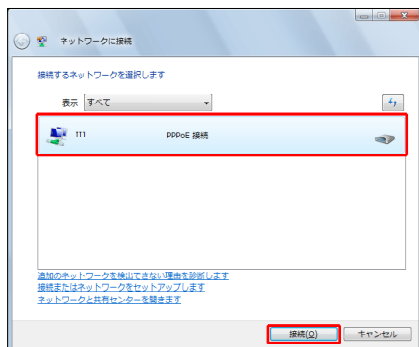 ネットワークに接続
接続するネットワークを選択します
表示 すべて
TTT PPPoE 接続
追加のネットワークを検出できない理由を診断します
接続またはネットワークをセットアップします
ネットワークと共有センターを開きます
接続(O) キャンセル